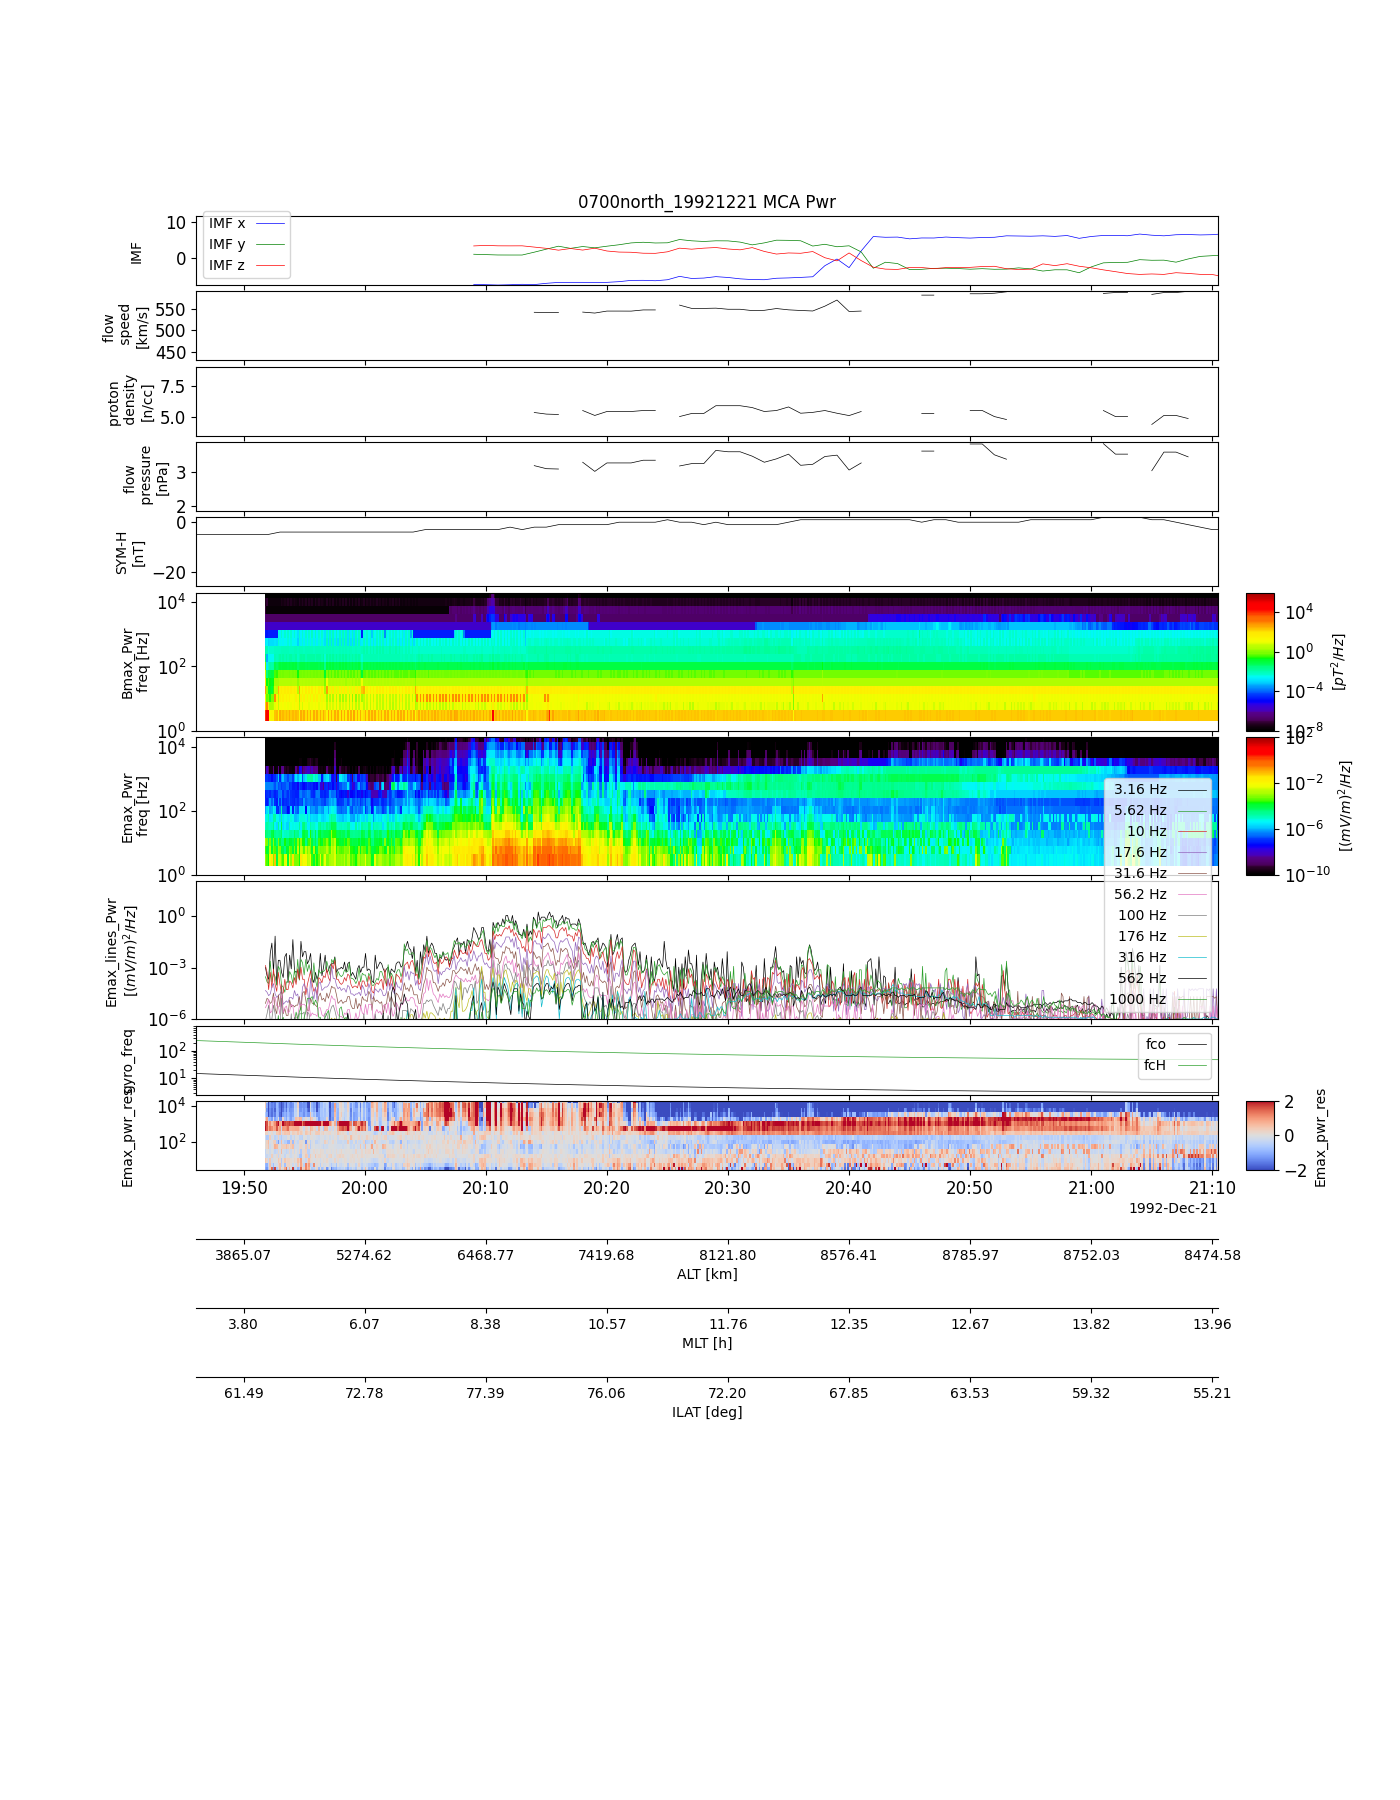 0700north_19921221 MCA Pwr
IMF
10
0
IMF x
IMF y
IMF z
flow
speed
[km/s]
550
500
450
proton
density
[n/cc]
7.5
5.0
flow
pressure
[nPa]
3
2
SYM-H
[nT]
0
−20
Bmax_Pwr
freq [Hz]
10^4
10^2
10^0
10^4
10^0
10^−4
10^−8
[pT^2/Hz]
Emax_Pwr
freq [Hz]
10^4
10^2
10^0
10^2
10^−2
10^−6
10^−10
[(mV/m)^2/Hz]
3.16 Hz
5.62 Hz
10 Hz
17.6 Hz
31.6 Hz
56.2 Hz
100 Hz
176 Hz
316 Hz
562 Hz
1000 Hz
Emax_lines_Pwr
[(mV/m)^2/Hz]
10^0
10^−3
10^−6
gyro_freq
10^2
10^1
fco
fcH
Emax_pwr_res
10^4
10^2
2
0
−2
Emax_pwr_res
19:50 20:00 20:10 20:20 20:30 20:40 20:50 21:00 21:10
1992-Dec-21
3865.07 5274.62 6468.77 7419.68 8121.80 8576.41 8785.97 8752.03 8474.58
ALT [km]
3.80 6.07 8.38 10.57 11.76 12.35 12.67 13.82 13.96
MLT [h]
61.49 72.78 77.39 76.06 72.20 67.85 63.53 59.32 55.21
ILAT [deg]